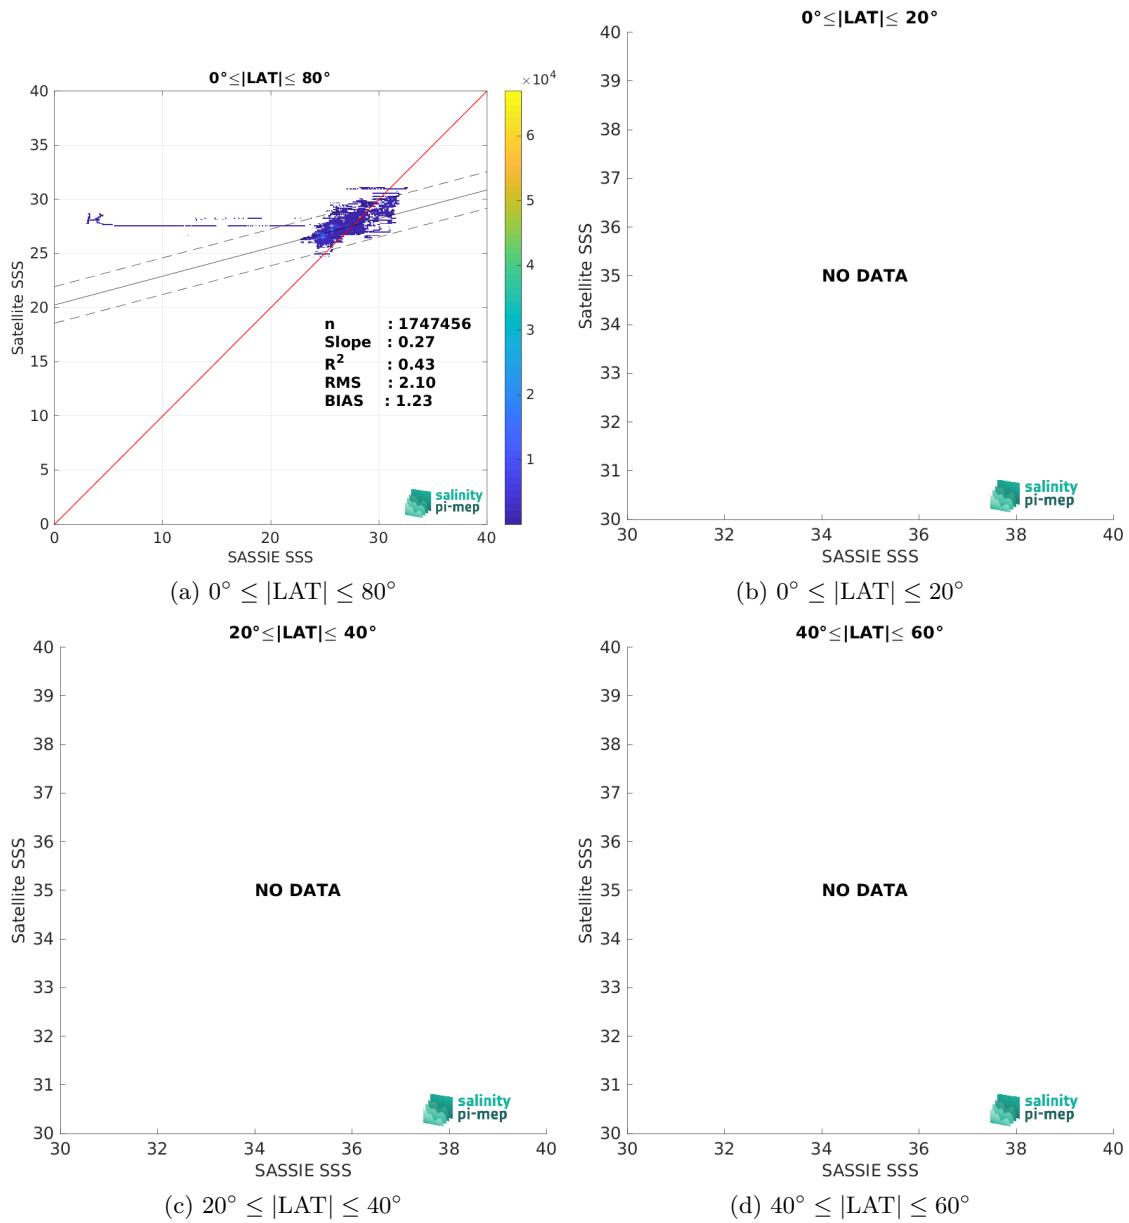 0°≤|LAT|≤ 80°
×10⁴
Satellite SSS
40
35
30
25
20
15
10
5
0
0 10 20 30 40
6
5
4
3
2
1
n : 1747456
Slope : 0.27
R² : 0.43
RMS : 2.10
BIAS : 1.23
salinity
pi-mep
SASSIE SSS
(a) 0° ≤ |LAT| ≤ 80°
0°≤|LAT|≤ 20°
Satellite SSS
40
39
38
37
36
35
34
33
32
31
30
NO DATA
salinity
pi-mep
30 32 34 36 38 40
SASSIE SSS
(b) 0° ≤ |LAT| ≤ 20°
20°≤|LAT|≤ 40°
Satellite SSS
40
39
38
37
36
35
34
33
32
31
30
NO DATA
salinity
pi-mep
30 32 34 36 38 40
SASSIE SSS
(c) 20° ≤ |LAT| ≤ 40°
40°≤|LAT|≤ 60°
Satellite SSS
40
39
38
37
36
35
34
33
32
31
30
NO DATA
salinity
pi-mep
30 32 34 36 38 40
SASSIE SSS
(d) 40° ≤ |LAT| ≤ 60°